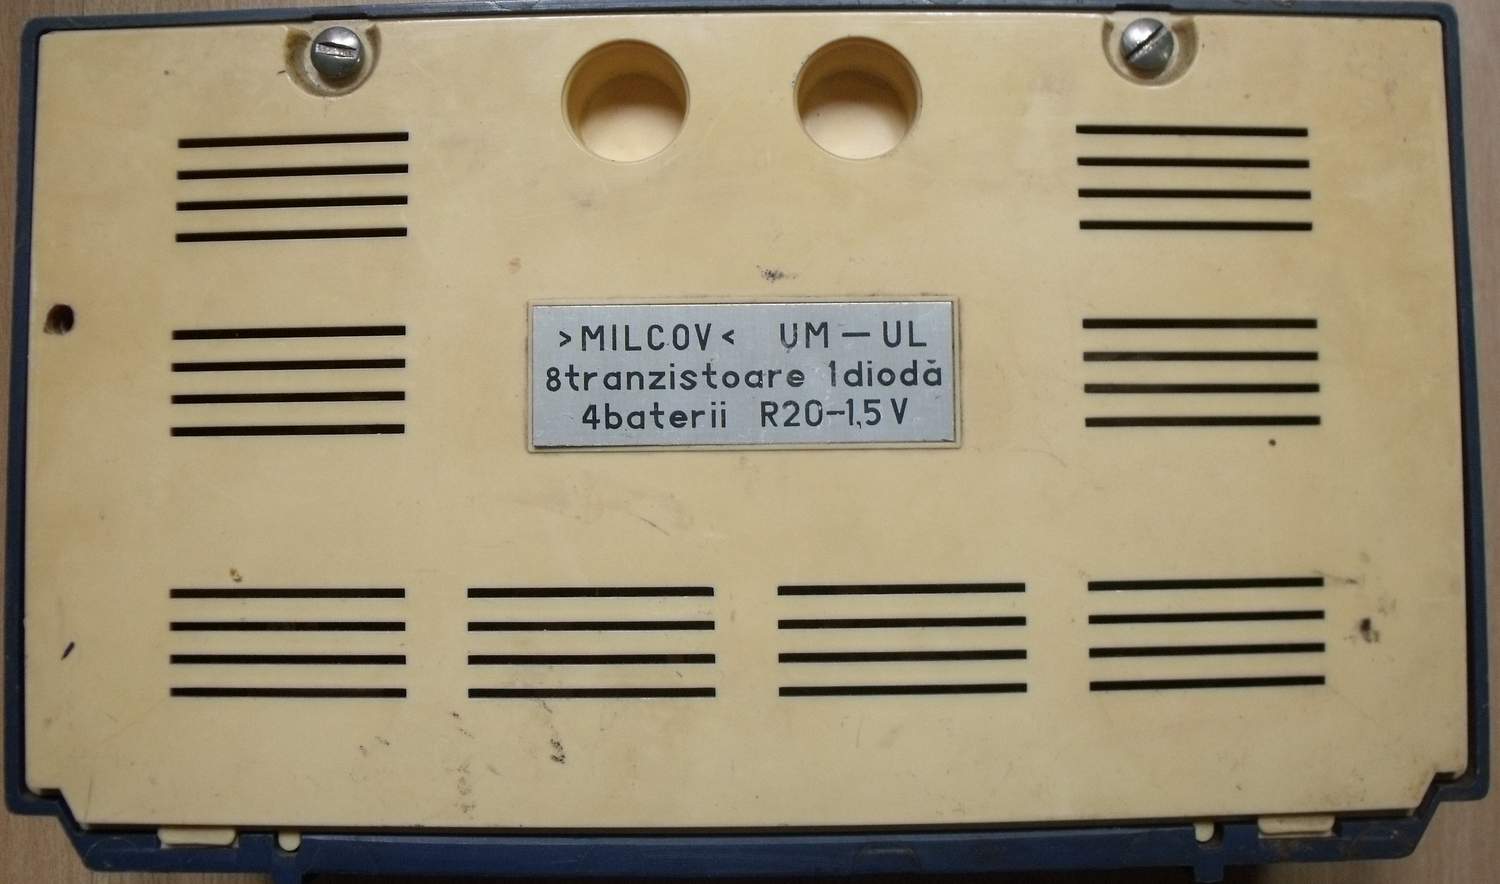 >MILCOV< UM — UL
8tranzistoare 1diodă
4baterii R20-1,5V